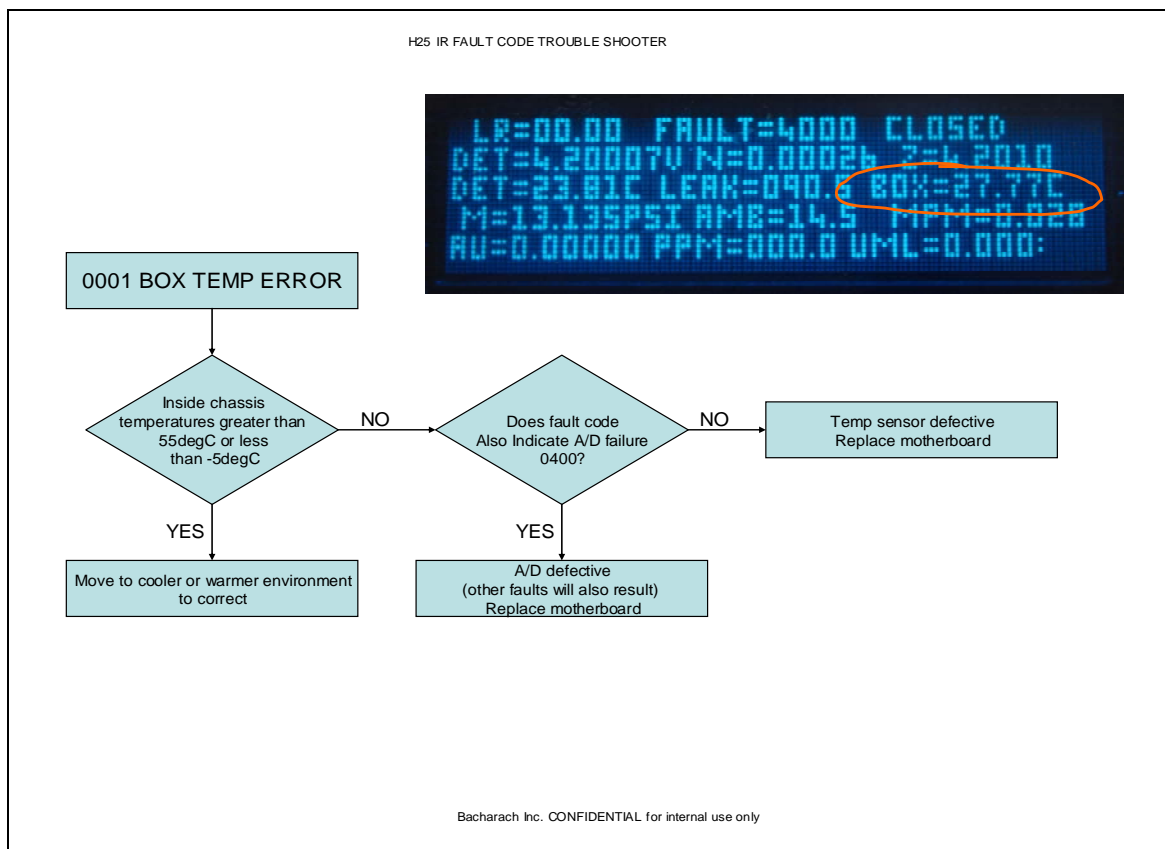 H25 IR FAULT CODE TROUBLE SHOOTER
LR=00.00 FAULT=4000 CLOSED
DET=4.20007V N=0.0002 Z=4.2010
DET=23.81C LEAK=090.5 BOX=27.77C
M=13.135PSI AMB=14.5 MPM=0.028
AU=0.00000 PPM=000.0 UML=0.000:
0001 BOX TEMP ERROR
Inside chassis
temperatures greater than
55degC or less
than -5degC
NO
Does fault code
Also Indicate A/D failure
0400?
NO
Temp sensor defective
Replace motherboard
YES
YES
Move to cooler or warmer environment
to correct
A/D defective
(other faults will also result)
Replace motherboard
Bacharach Inc. CONFIDENTIAL for internal use only